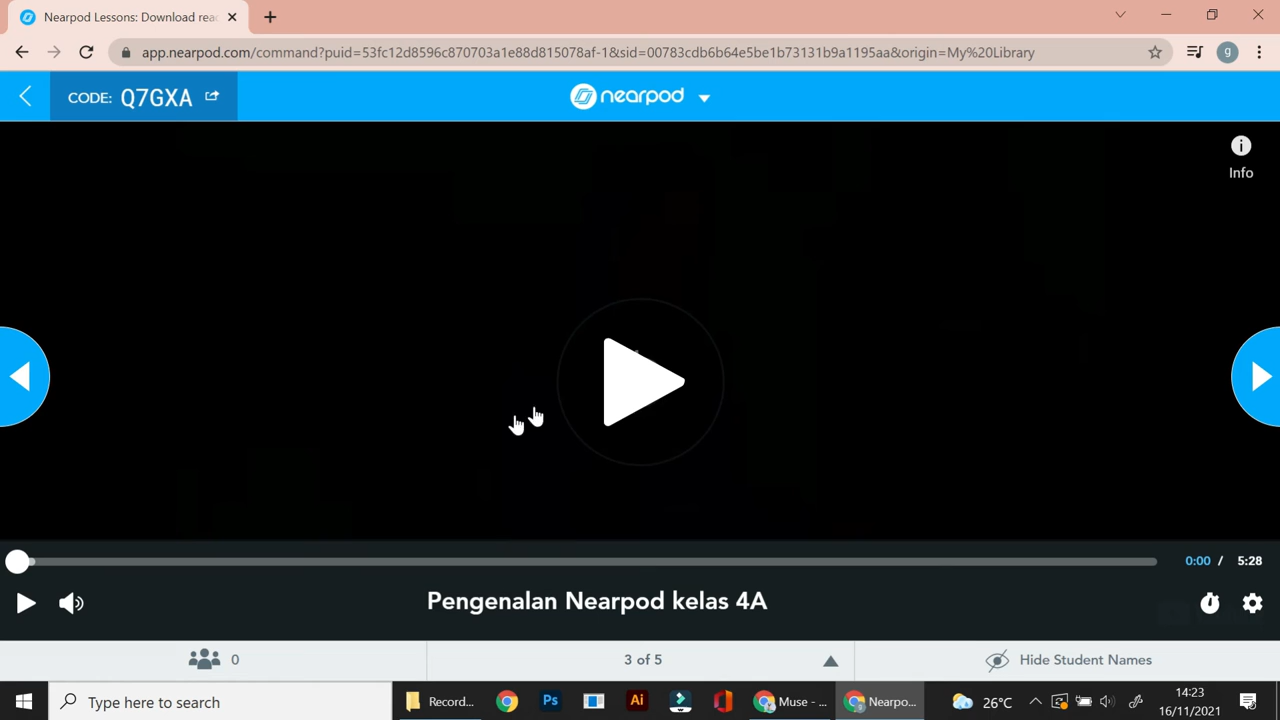 Nearpod Lessons: Download rea
app.nearpod.com/command?puid=53fc12d8596c870703a1e88d815078af-1&sid=00783cdb6b64e5be1b73131b9a1195aa&origin=My%20Library
g
CODE: Q7GXA
nearpod
Info
0:00 / 5:28
Pengenalan Nearpod kelas 4A
0
3 of 5
Hide Student Names
Type here to search
Record...
Ps
Ai
Muse - ...
Nearpo...
26°C
14:23
16/11/2021